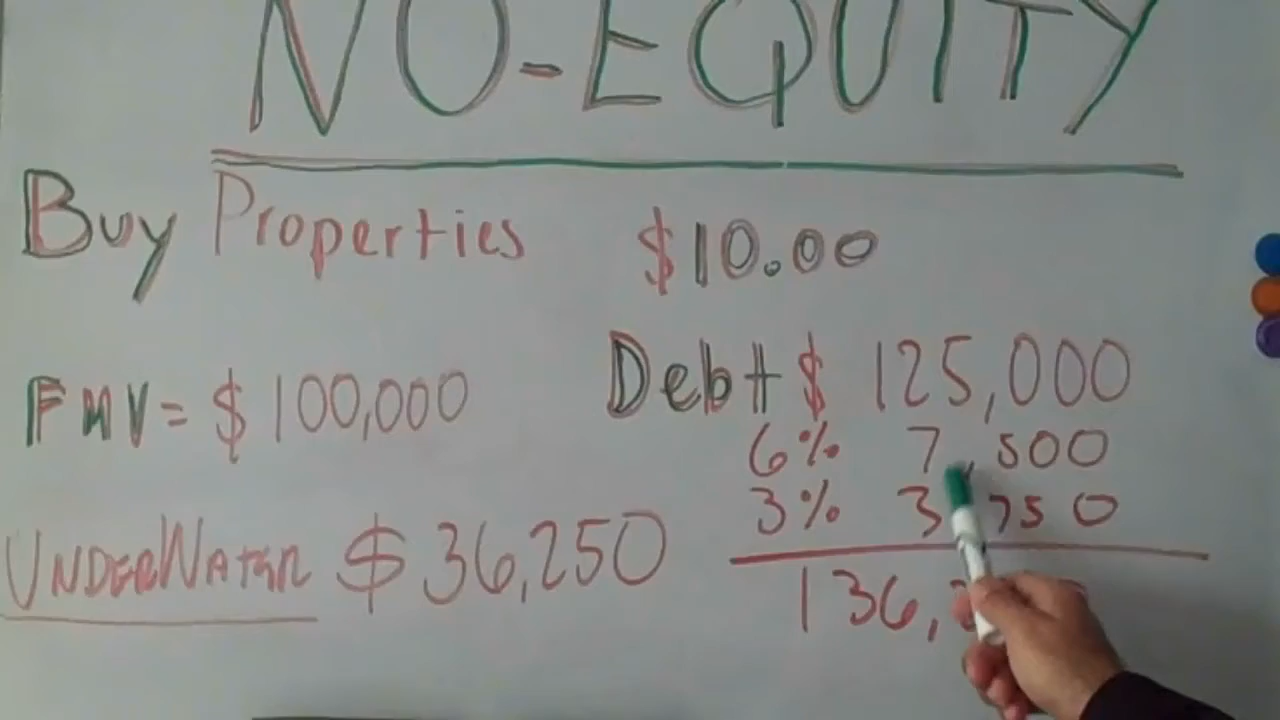 NO-EQUITY
Buy Properties $10.00
FMV = $100,000
Debt $ 125,000
6% 7,500
3% 3 750
UNDERWATER $36,250
136,